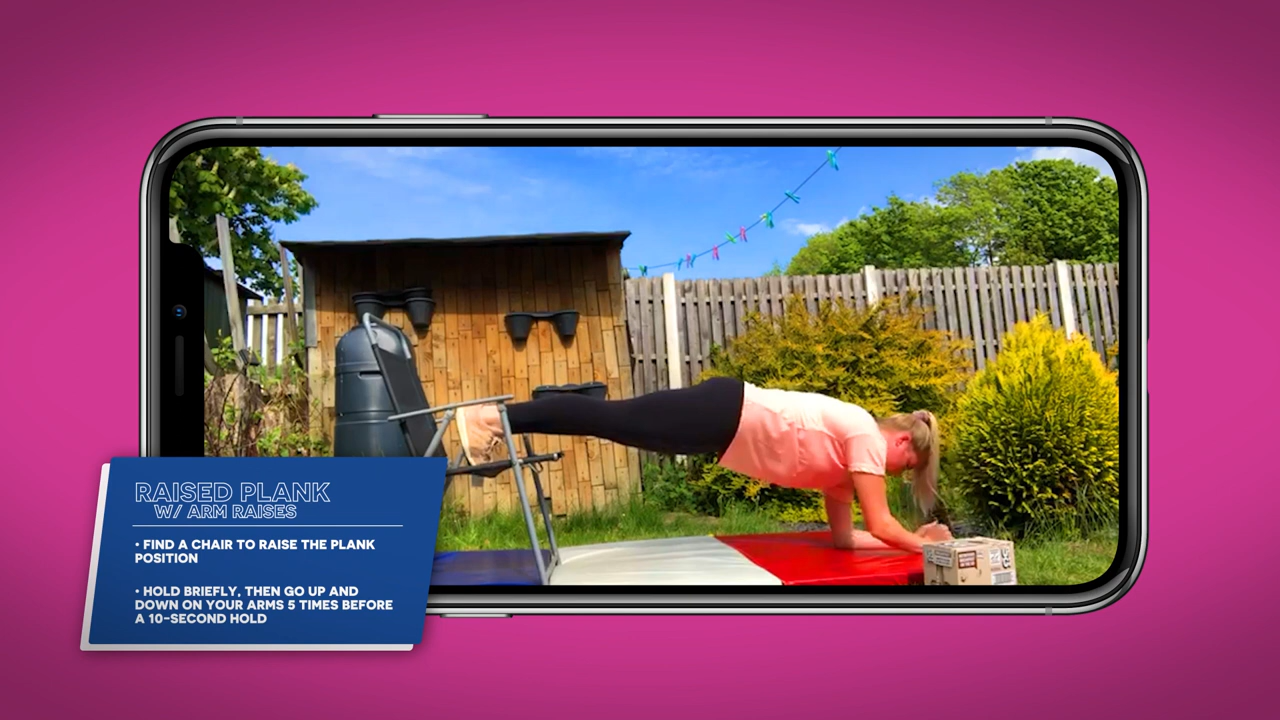 RAISED PLANK
W/ ARM RAISES
• FIND A CHAIR TO RAISE THE PLANK
POSITION
• HOLD BRIEFLY, THEN GO UP AND
DOWN ON YOUR ARMS 5 TIMES BEFORE
A 10-SECOND HOLD